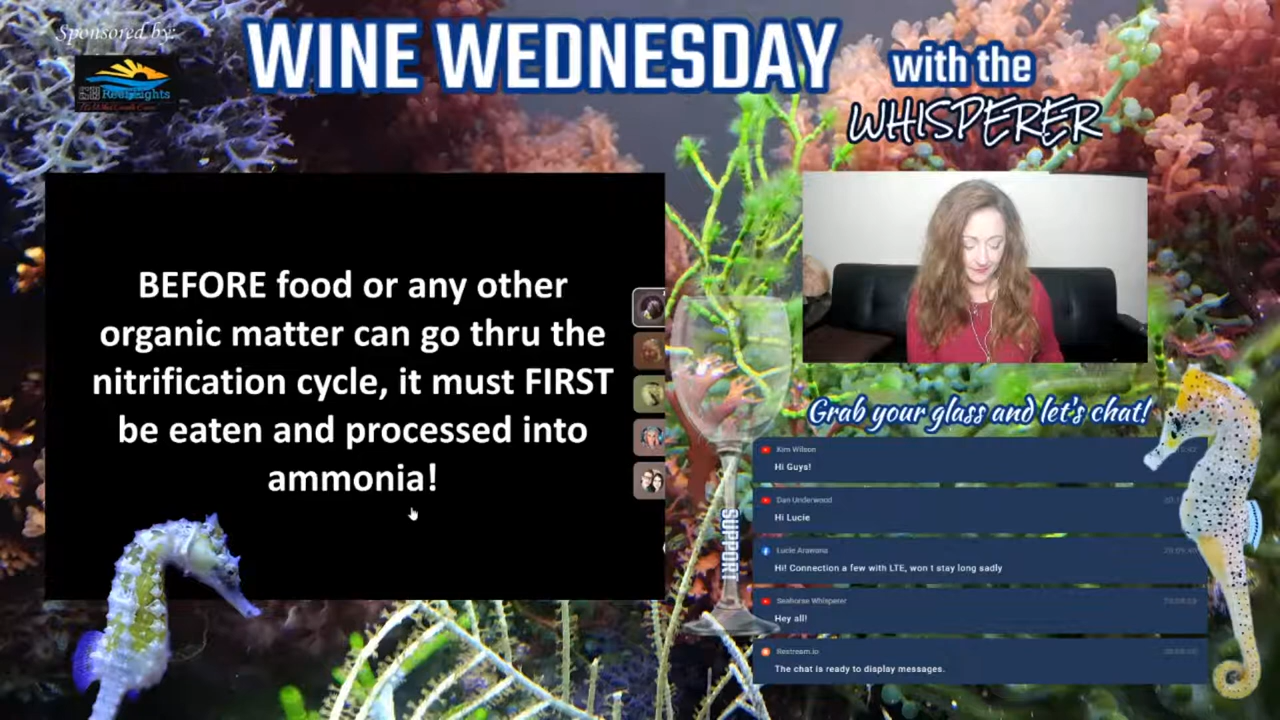 Sponsored by:
WINE WEDNESDAY
with the
WHISPERER
SB Reef Lights
BEFORE food or any other
organic matter can go thru the
nitrification cycle, it must FIRST
be eaten and processed into
ammonia!
SUPPORT
Grab your glass and let's chat!
Kim Wilson
Hi Guys!
Dan Underwood
Hi Lucie
Lucie Arawana
Hi! Connection a few with LTE, won t stay long sadly
Seahorse Whisperer
Hey all!
Restream.io
The chat is ready to display messages.